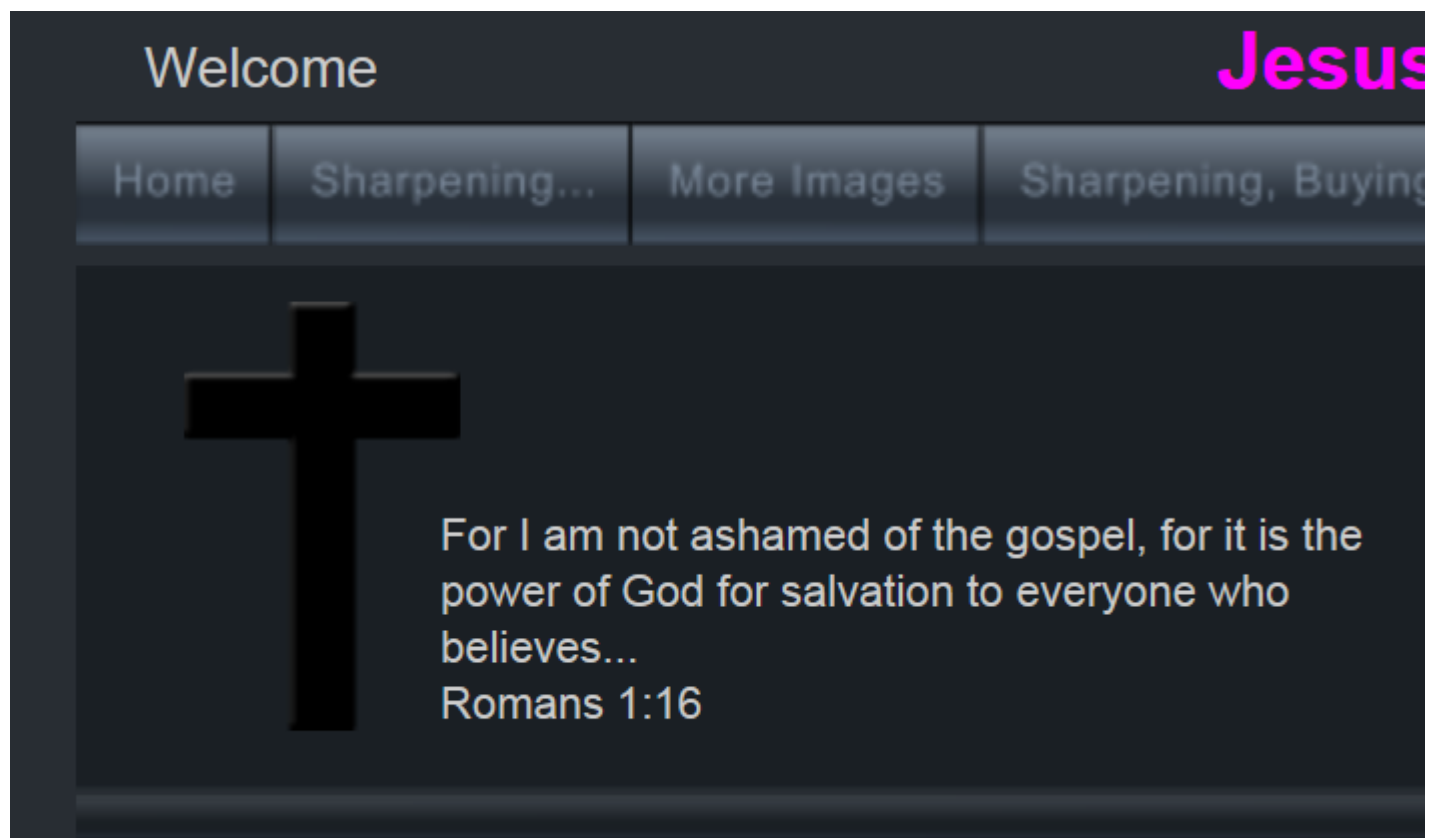 Welcome
Jesus
Home
Sharpening...
More Images
Sharpening, Buying
For I am not ashamed of the gospel, for it is the
power of God for salvation to everyone who
believes...
Romans 1:16